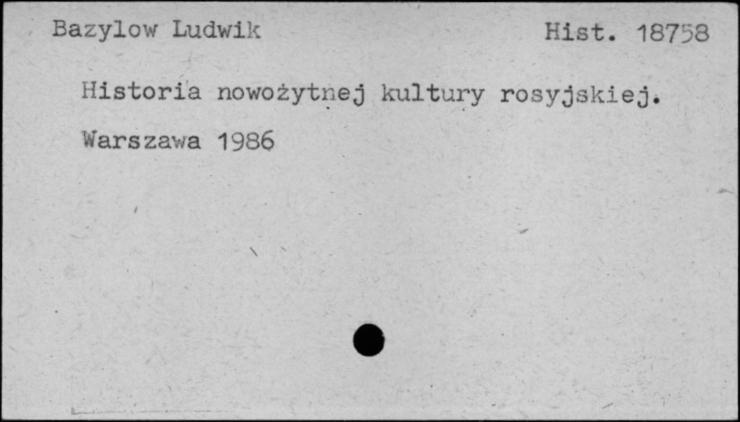 Bazylow Ludwik Hist. 18758
Historia nowożytnej kultury rosyjskiej.
Warszawa 1986